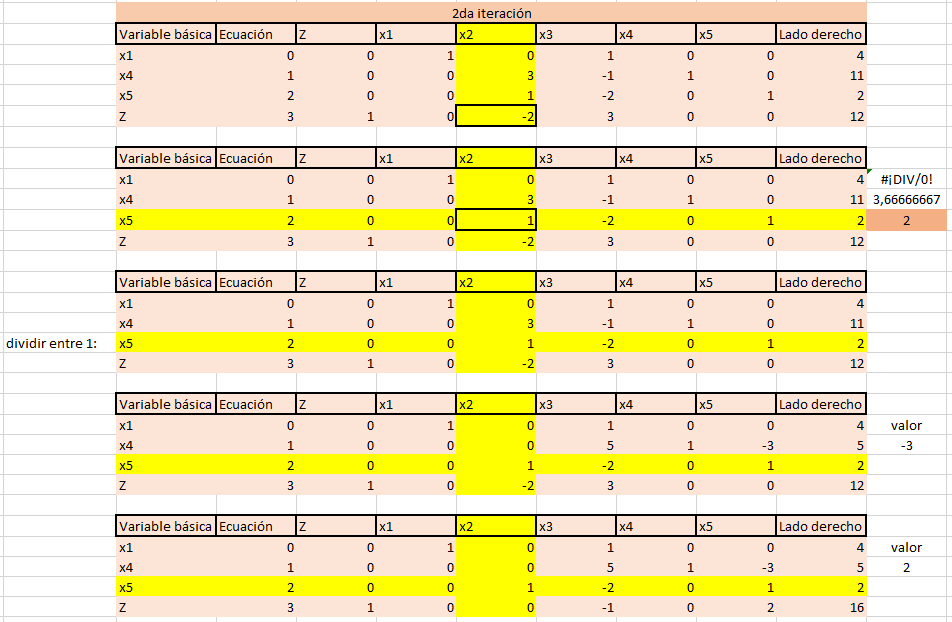 2da iteración
Variable básica Ecuación Z x1 x2 x3 x4 x5 Lado derecho
x1 0 0 1 0 1 0 0 4
x4 1 0 0 3 -1 1 0 11
x5 2 0 0 1 -2 0 1 2
Z 3 1 0 -2 3 0 0 12
Variable básica Ecuación Z x1 x2 x3 x4 x5 Lado derecho
x1 0 0 1 0 1 0 0 4 #¡DIV/0!
x4 1 0 0 3 -1 1 0 11 3,66666667
x5 2 0 0 1 -2 0 1 2 2
Z 3 1 0 -2 3 0 0 12
Variable básica Ecuación Z x1 x2 x3 x4 x5 Lado derecho
x1 0 0 1 0 1 0 0 4
x4 1 0 0 3 -1 1 0 11
dividir entre 1: x5 2 0 0 1 -2 0 1 2
Z 3 1 0 -2 3 0 0 12
Variable básica Ecuación Z x1 x2 x3 x4 x5 Lado derecho
x1 0 0 1 0 1 0 0 4 valor
x4 1 0 0 0 5 1 -3 5 -3
x5 2 0 0 1 -2 0 1 2
Z 3 1 0 -2 3 0 0 12
Variable básica Ecuación Z x1 x2 x3 x4 x5 Lado derecho
x1 0 0 1 0 1 0 0 4 valor
x4 1 0 0 0 5 1 -3 5 2
x5 2 0 0 1 -2 0 1 2
Z 3 1 0 0 -1 0 2 16